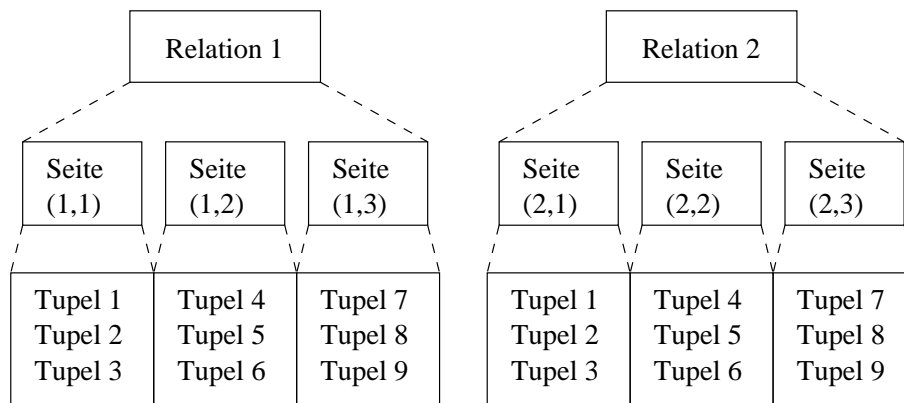 Relation 1
Relation 2
Seite
(1,1)
Seite
(1,2)
Seite
(1,3)
Seite
(2,1)
Seite
(2,2)
Seite
(2,3)
Tupel 1
Tupel 2
Tupel 3
Tupel 4
Tupel 5
Tupel 6
Tupel 7
Tupel 8
Tupel 9
Tupel 1
Tupel 2
Tupel 3
Tupel 4
Tupel 5
Tupel 6
Tupel 7
Tupel 8
Tupel 9